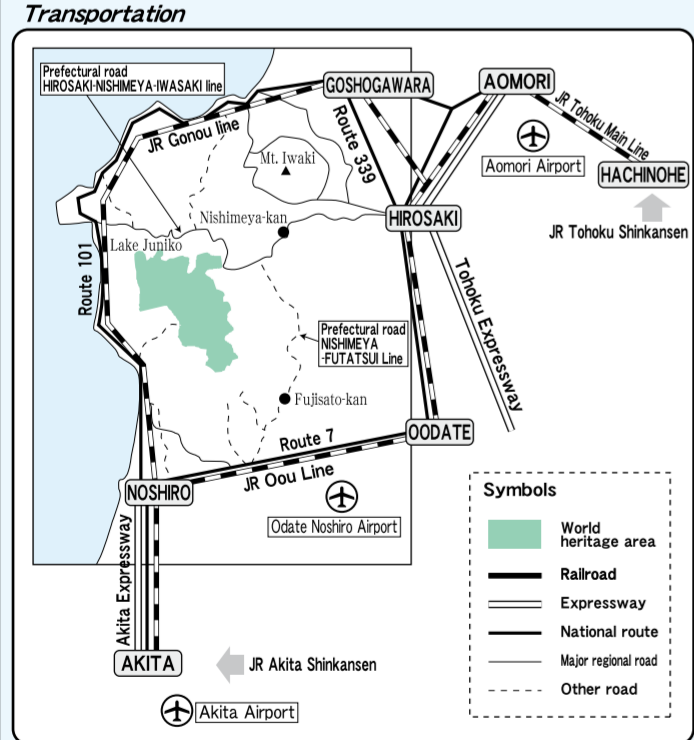 Transportation
Prefectural road
HIROSAKI-NISHIMEYA-IWASAKI line
GOSHOGAWARA
AOMORI
JR Gonou line
Route 339
JR Tohoku Main Line
Mt. Iwaki
Aomori Airport
HACHINOHE
Nishimeya-kan
HIROSAKI
JR Tohoku Shinkansen
Lake Juniko
Route 101
Tohoku Expressway
Prefectural road
NISHIMEYA
-FUTATSUI Line
Fujisato-kan
Route 7
OODATE
JR Oou Line
NOSHIRO
Odate Noshiro Airport
Akita Expressway
AKITA
JR Akita Shinkansen
Akita Airport
Symbols
World
heritage area
Railroad
Expressway
National route
Major regional road
Other road